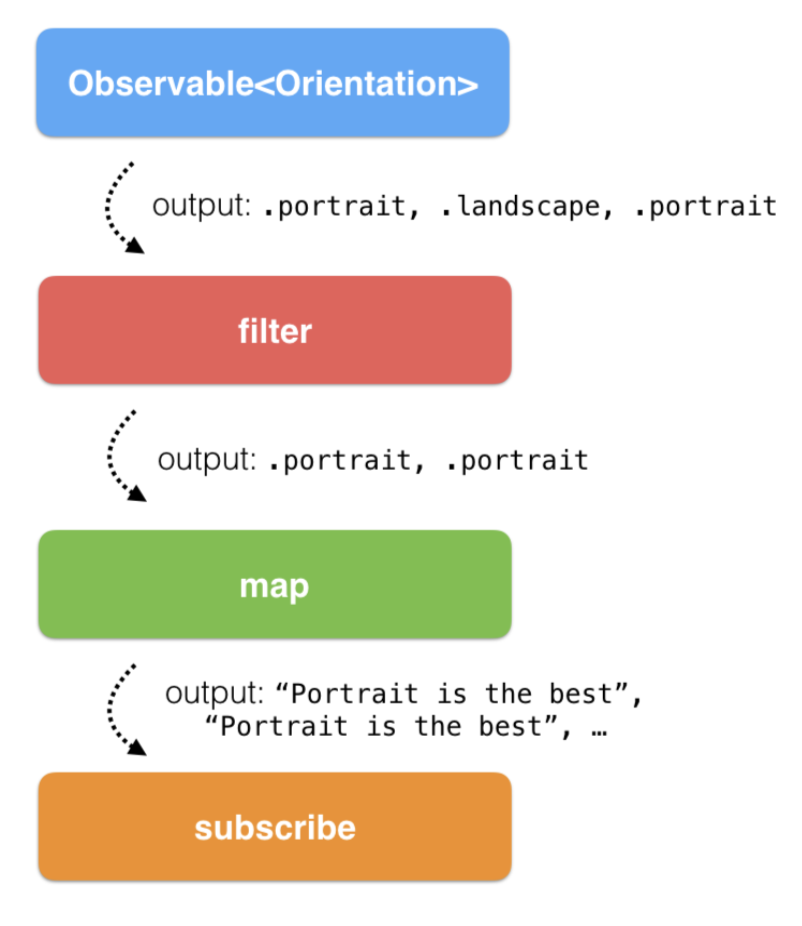 Observable<Orientation>
output: .portrait, .landscape, .portrait
filter
output: .portrait, .portrait
map
output: “Portrait is the best”,
“Portrait is the best”, …
subscribe